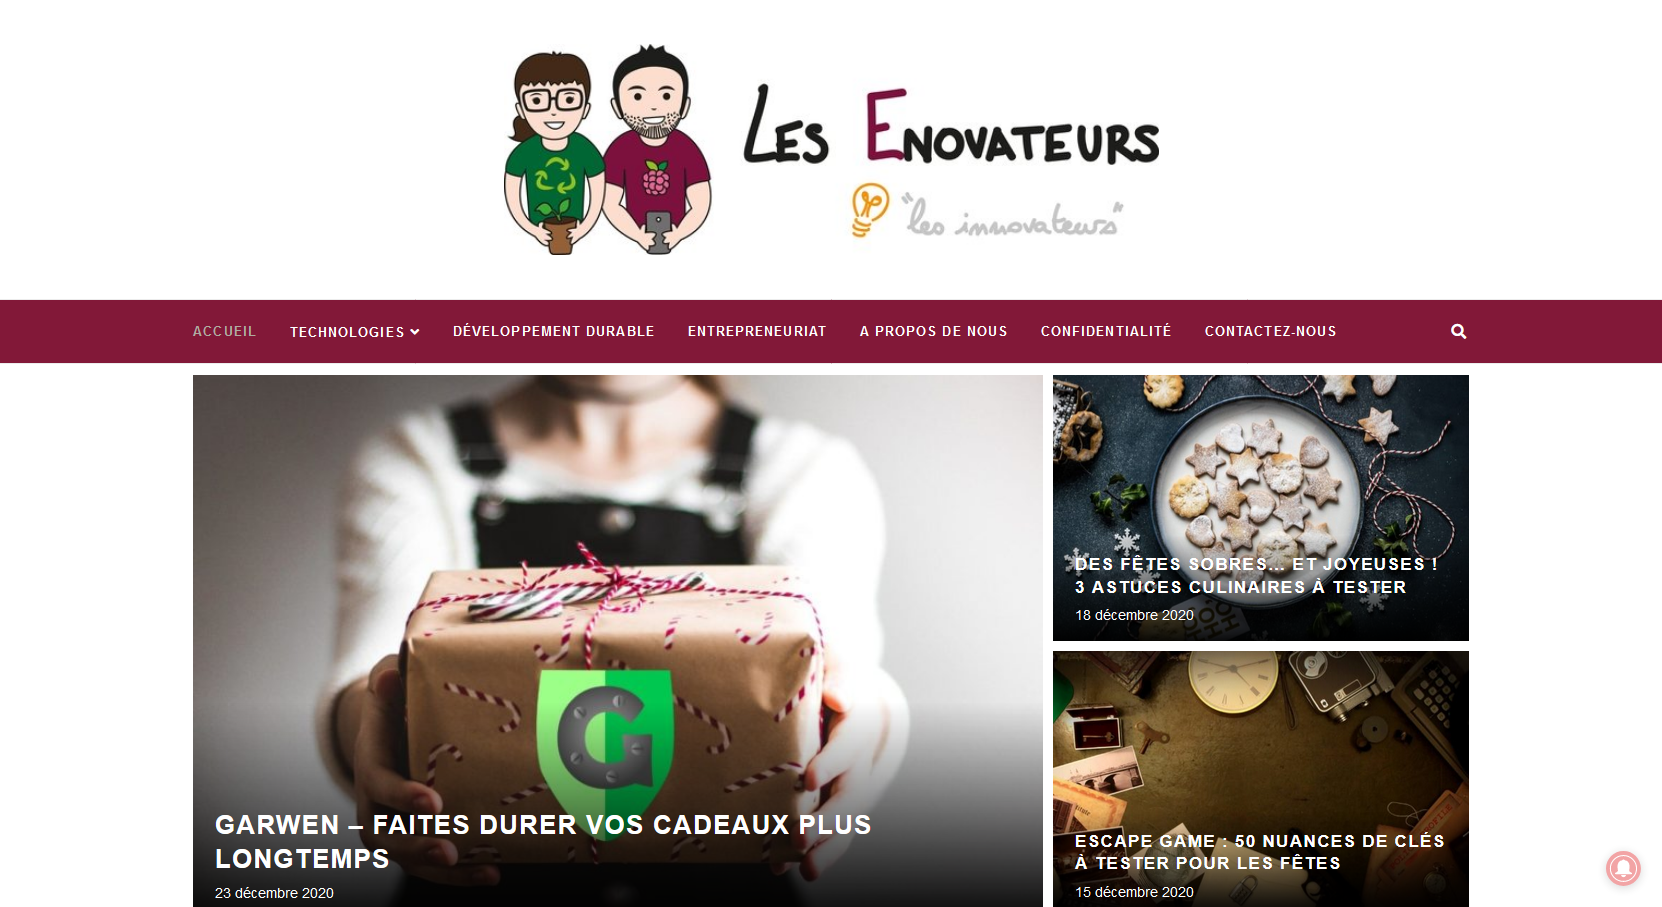 Les Enovateurs
"les innovateurs"
ACCUEIL
TECHNOLOGIES
DÉVELOPPEMENT DURABLE
ENTREPRENEURIAT
A PROPOS DE NOUS
CONFIDENTIALITÉ
CONTACTEZ-NOUS
G
GARWEN – FAITES DURER VOS CADEAUX PLUS
LONGTEMPS
23 décembre 2020
DES FÊTES SOBRES... ET JOYEUSES !
3 ASTUCES CULINAIRES À TESTER
18 décembre 2020
ESCAPE GAME : 50 NUANCES DE CLÉS
À TESTER POUR LES FÊTES
15 décembre 2020